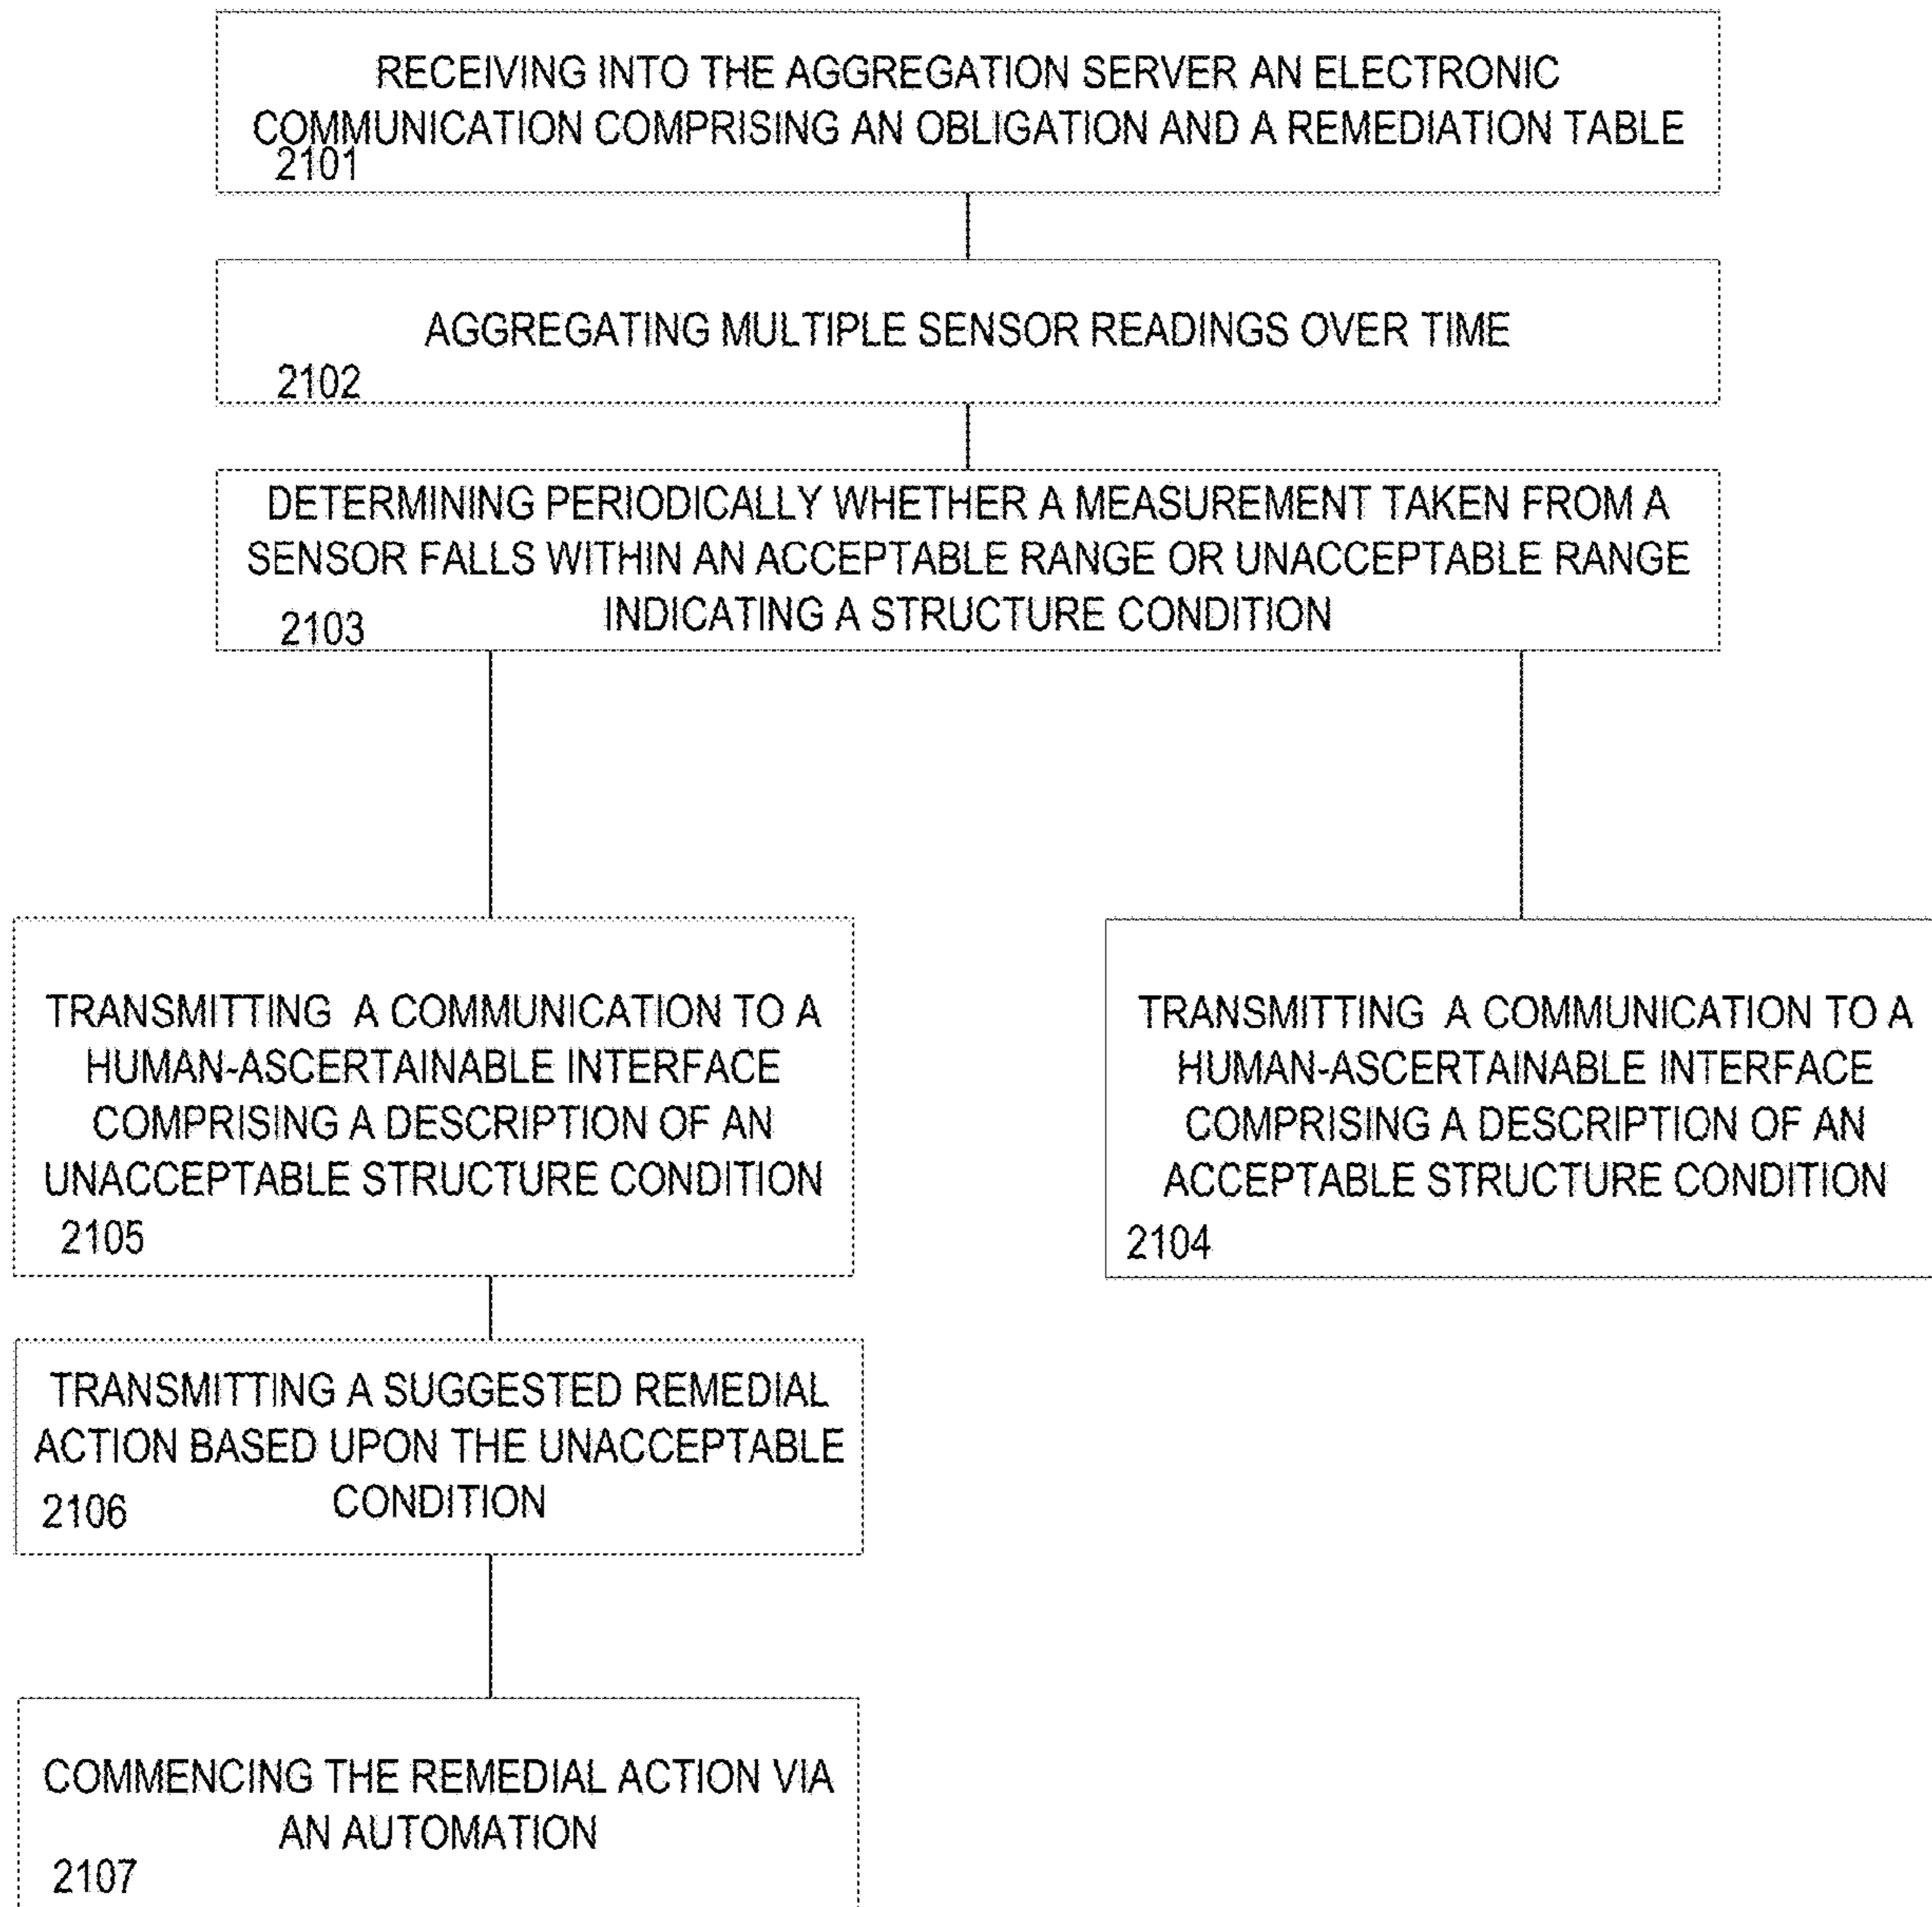 RECEIVING INTO THE AGGREGATION SERVER AN ELECTRONIC
COMMUNICATION COMPRISING AN OBLIGATION AND A REMEDIATION TABLE
2101
AGGREGATING MULTIPLE SENSOR READINGS OVER TIME
2102
DETERMINING PERIODICALLY WHETHER A MEASUREMENT TAKEN FROM A
SENSOR FALLS WITHIN AN ACCEPTABLE RANGE OR UNACCEPTABLE RANGE
INDICATING A STRUCTURE CONDITION
2103
TRANSMITTING A COMMUNICATION TO A
HUMAN-ASCERTAINABLE INTERFACE
COMPRISING A DESCRIPTION OF AN
UNACCEPTABLE STRUCTURE CONDITION
2105
TRANSMITTING A COMMUNICATION TO A
HUMAN-ASCERTAINABLE INTERFACE
COMPRISING A DESCRIPTION OF AN
ACCEPTABLE STRUCTURE CONDITION
2104
TRANSMITTING A SUGGESTED REMEDIAL
ACTION BASED UPON THE UNACCEPTABLE
CONDITION
2106
COMMENCING THE REMEDIAL ACTION VIA
AN AUTOMATION
2107